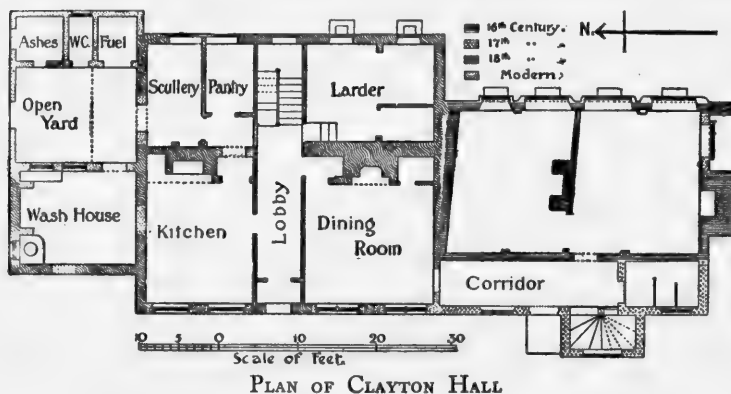 16th Century.
17th " "
18th " "
Modern
N.
Ashes
W.C.
Fuel
Open
Yard
Scullery
Pantry
Larder
Wash House
Kitchen
Lobby
Dining
Room
Corridor
10 5 0 10 20 30
Scale of Feet.
PLAN OF CLAYTON HALL